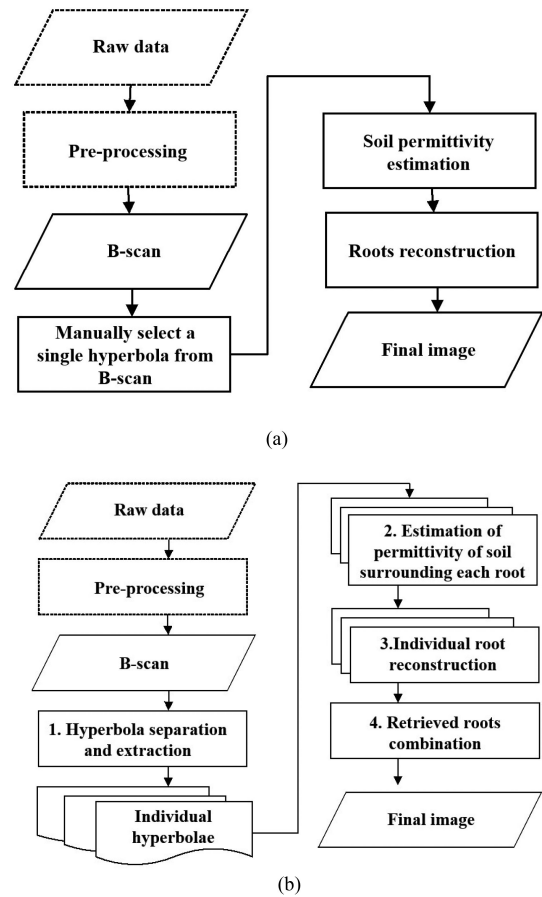 Raw data
Pre-processing
B-scan
Manually select a
single hyperbola from
B-scan
Soil permittivity
estimation
Roots reconstruction
Final image
(a)
Raw data
Pre-processing
B-scan
1. Hyperbola separation
and extraction
Individual
hyperbolae
2. Estimation of
permittivity of soil
surrounding each root
3.Individual root
reconstruction
4. Retrieved roots
combination
Final image
(b)